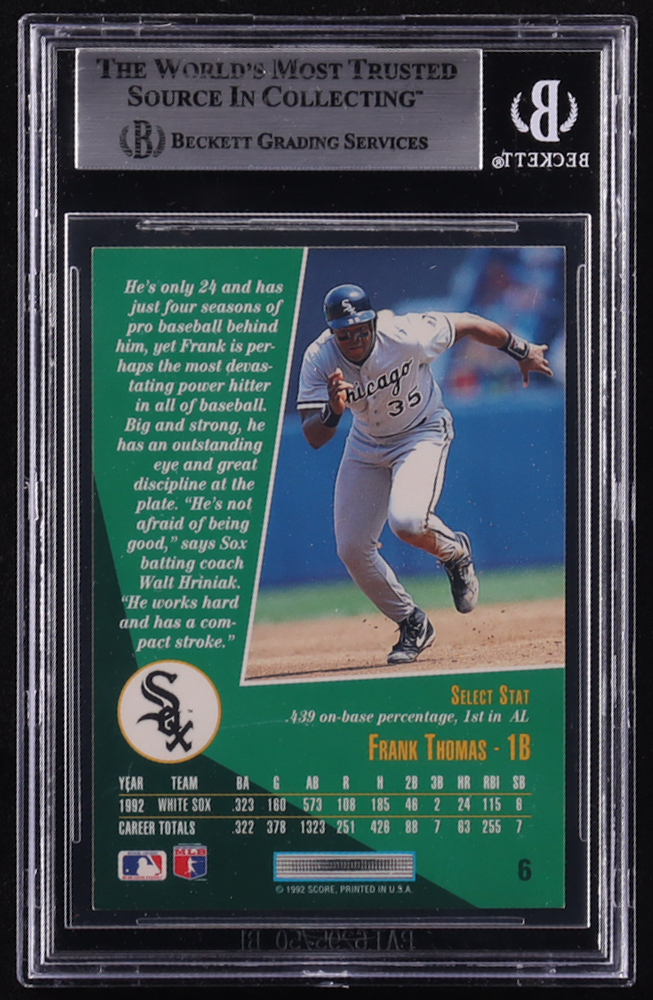 THE WORLD'S MOST TRUSTED
SOURCE IN COLLECTING™
B BECKETT GRADING SERVICES
B
BECKETT®
He's only 24 and has
just four seasons of
pro baseball behind
him, yet Frank is per-
haps the most devas-
tating power hitter
in all of baseball.
Big and strong, he
has an outstanding
eye and great
discipline at the
plate. "He's not
afraid of being
good," says Sox
batting coach
Walt Hriniak.
"He works hard
and has a com-
pact stroke."
Sox
Chicago
35
Sox
SELECT STAT
.439 on-base percentage, 1st in AL
FRANK THOMAS - 1B
YEAR TEAM BA G AB R H 2B 3B HR RBI SB
1992 WHITE SOX .323 160 573 108 185 46 2 24 115 6
CAREER TOTALS .322 378 1323 251 426 88 7 63 255 7
MLB
6
© 1992 SCORE, PRINTED IN U.S.A.